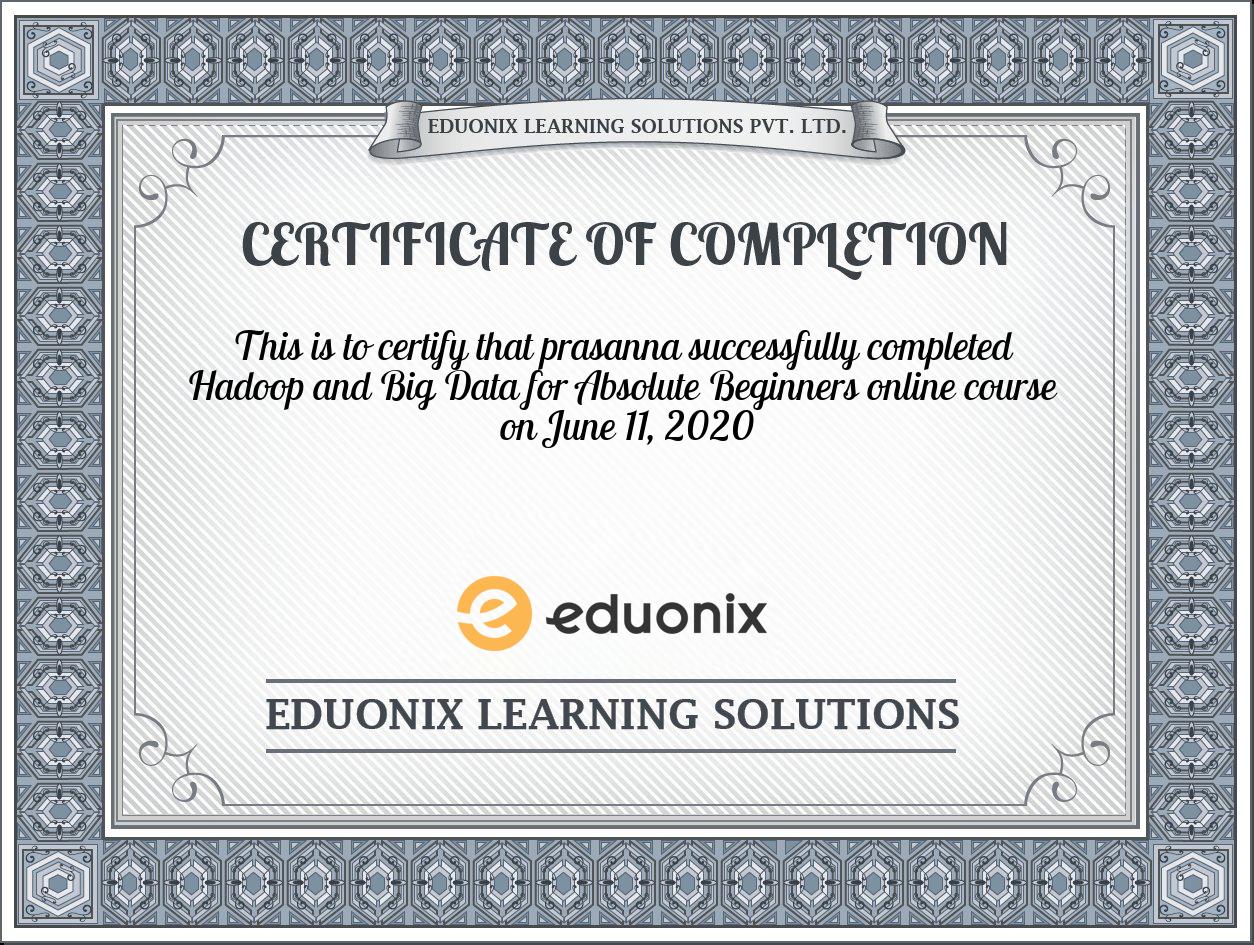 EDUONIX LEARNING SOLUTIONS PVT. LTD.
CERTIFICATE OF COMPLETION
This is to certify that prasanna successfully completed
Hadoop and Big Data for Absolute Beginners online course
on June 11, 2020
eduonix
EDUONIX LEARNING SOLUTIONS